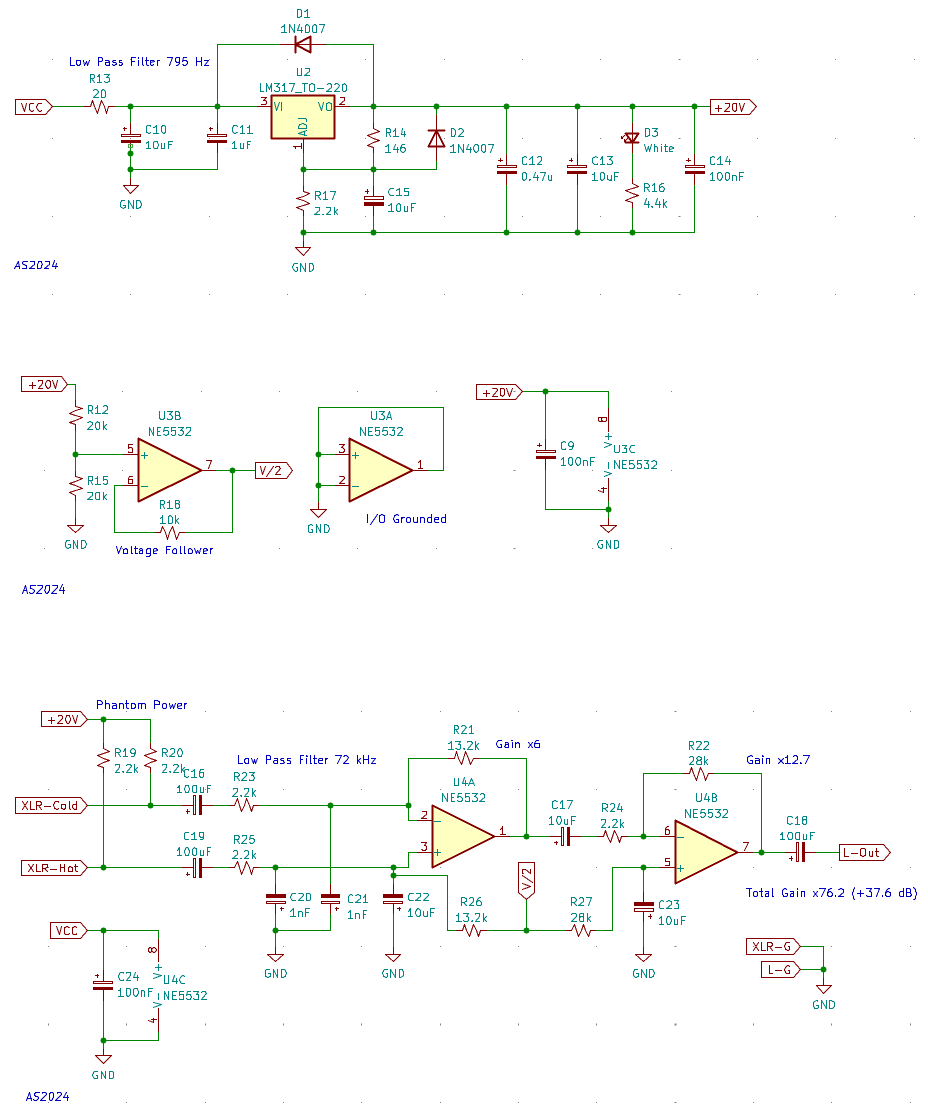 D1
1N4007
Low Pass Filter 795 Hz
R13
20
U2
LM317_TO-220
VCC
3
VI
VO
2
ADJ
1
+20V
C10
10uF
C11
1uF
R14
146
D2
1N4007
D3
White
C12
0.47u
C13
10uF
C14
100nF
R17
2.2k
C15
10uF
R16
4.4k
GND
GND
AS2024
+20V
R12
20k
U3B
NE5532
5
+
6
-
7
V/2
R15
20k
R18
10k
GND
Voltage Follower
U3A
NE5532
3
+
2
-
1
GND
I/O Grounded
+20V
C9
100nF
8
V+
U3C
NE5532
V-
4
GND
AS2024
Phantom Power
+20V
R19
2.2k
R20
2.2k
Low Pass Filter 72 kHz
R21
13.2k
Gain x6
R22
28k
Gain x12.7
XLR-Cold
C16
100uF
R23
2.2k
U4A
NE5532
2
-
3
+
1
C17
10uF
R24
2.2k
U4B
NE5532
6
-
5
+
7
C18
100uF
L-Out
XLR-Hot
C19
100uF
R25
2.2k
C20
1nF
C21
1nF
C22
10uF
R26
13.2k
V/2
R27
28k
C23
10uF
Total Gain x76.2 (+37.6 dB)
GND
GND
GND
VCC
C24
100nF
8
V+
U4C
NE5532
V-
4
GND
XLR-G
L-G
GND
AS2024